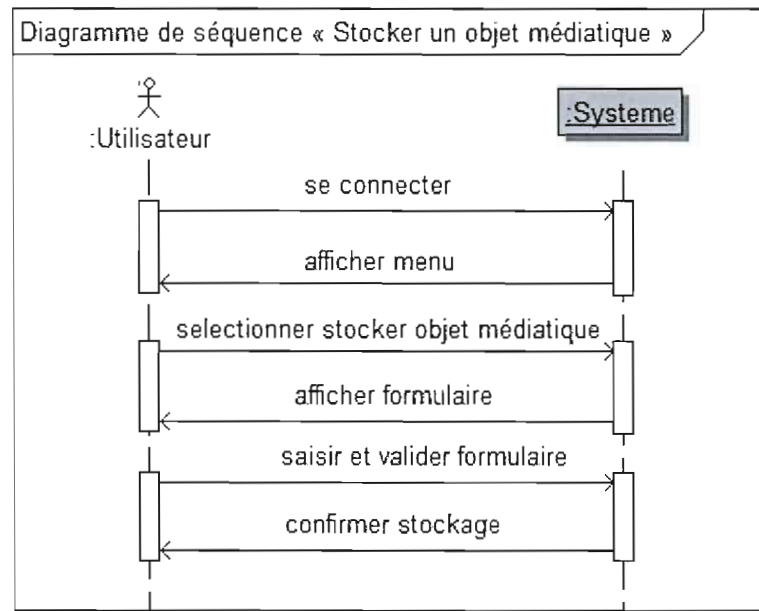 Diagramme de séquence « Stocker un objet médiatique »
:Utilisateur
:Systeme
se connecter
afficher menu
selectionner stocker objet médiatique
afficher formulaire
saisir et valider formulaire
confirmer stockage